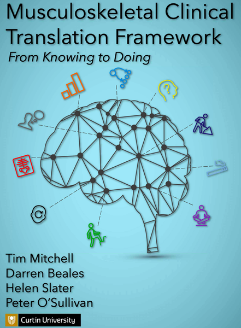 Musculoskeletal Clinical
Translation Framework
From Knowing to Doing
Tim Mitchell
Darren Beales
Helen Slater
Peter O'Sullivan
Curtin University